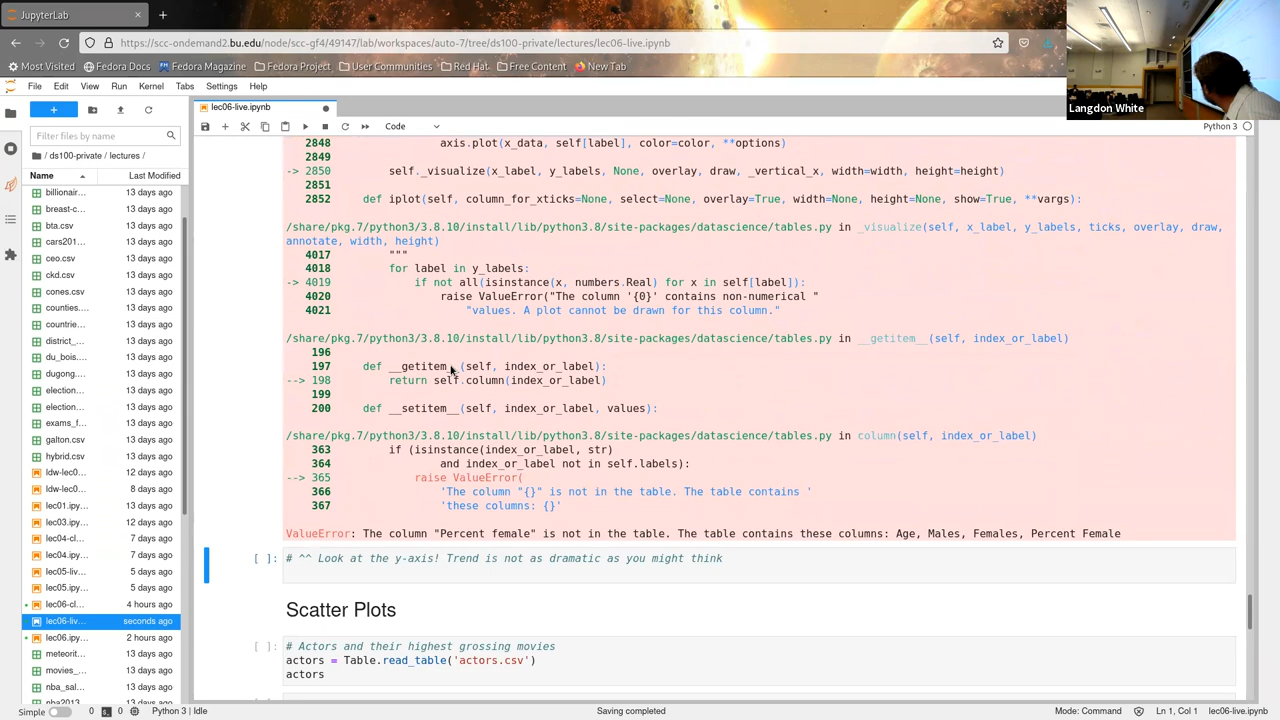 JupyterLab
https://scc-ondemand2.bu.edu/node/scc-gf4/49147/lab/workspaces/auto-7/tree/ds100-private/lectures/lec06-live.ipynb
Most Visited Fedora Docs Fedora Magazine Fedora Project User Communities Red Hat Free Content New Tab
Langdon White
File Edit View Run Kernel Tabs Settings Help
lec06-live.ipynb
Code Python 3
Filter files by name
/ ds100-private / lectures /
Name Last Modified
billionair... 13 days ago
breast-c... 13 days ago
bta.csv 13 days ago
cars201... 13 days ago
ceo.csv 13 days ago
ckd.csv 13 days ago
cones.csv 13 days ago
counties.... 13 days ago
countrie... 13 days ago
district_... 13 days ago
du_bois.... 13 days ago
dugong.... 13 days ago
election... 13 days ago
election... 13 days ago
exams_f... 13 days ago
galton.csv 13 days ago
hybrid.csv 13 days ago
ldw-lec0... 12 days ago
ldw-lec0... 8 days ago
lec01.ipy... 13 days ago
lec03.ipy... 12 days ago
lec04-cl... 7 days ago
lec04.ipy... 7 days ago
lec05-liv... 5 days ago
lec05.ipy... 5 days ago
lec06-cl... 4 hours ago
lec06-liv... seconds ago
lec06.ipy... 2 hours ago
meteorit... 13 days ago
movies_... 13 days ago
nba_sal... 13 days ago
nba2013... 13 days ago
2848 axis.plot(x_data, self[label], color=color, **options)
2849
-> 2850 self._visualize(x_label, y_labels, None, overlay, draw, _vertical_x, width=width, height=height)
2851
2852 def iplot(self, column_for_xticks=None, select=None, overlay=True, width=None, height=None, show=True, **vargs):
/share/pkg.7/python3/3.8.10/install/lib/python3.8/site-packages/datascience/tables.py in _visualize(self, x_label, y_labels, ticks, overlay, draw,
annotate, width, height)
4017 """
4018 for label in y_labels:
-> 4019 if not all(isinstance(x, numbers.Real) for x in self[label]):
4020 raise ValueError("The column '{0}' contains non-numerical "
4021 "values. A plot cannot be drawn for this column."
/share/pkg.7/python3/3.8.10/install/lib/python3.8/site-packages/datascience/tables.py in __getitem__(self, index_or_label)
196
197 def __getitem__(self, index_or_label):
--> 198 return self.column(index_or_label)
199
200 def __setitem__(self, index_or_label, values):
/share/pkg.7/python3/3.8.10/install/lib/python3.8/site-packages/datascience/tables.py in column(self, index_or_label)
363 if (isinstance(index_or_label, str)
364 and index_or_label not in self.labels):
--> 365 raise ValueError(
366 'The column "{}" is not in the table. The table contains '
367 'these columns: {}'
ValueError: The column "Percent female" is not in the table. The table contains these columns: Age, Males, Females, Percent Female
[ ]: # ^^ Look at the y-axis! Trend is not as dramatic as you might think
Scatter Plots
[ ]: # Actors and their highest grossing movies
actors = Table.read_table('actors.csv')
actors
Simple 0 0 Python 3 | Idle Saving completed Mode: Command Ln 1, Col 1 lec06-live.ipynb